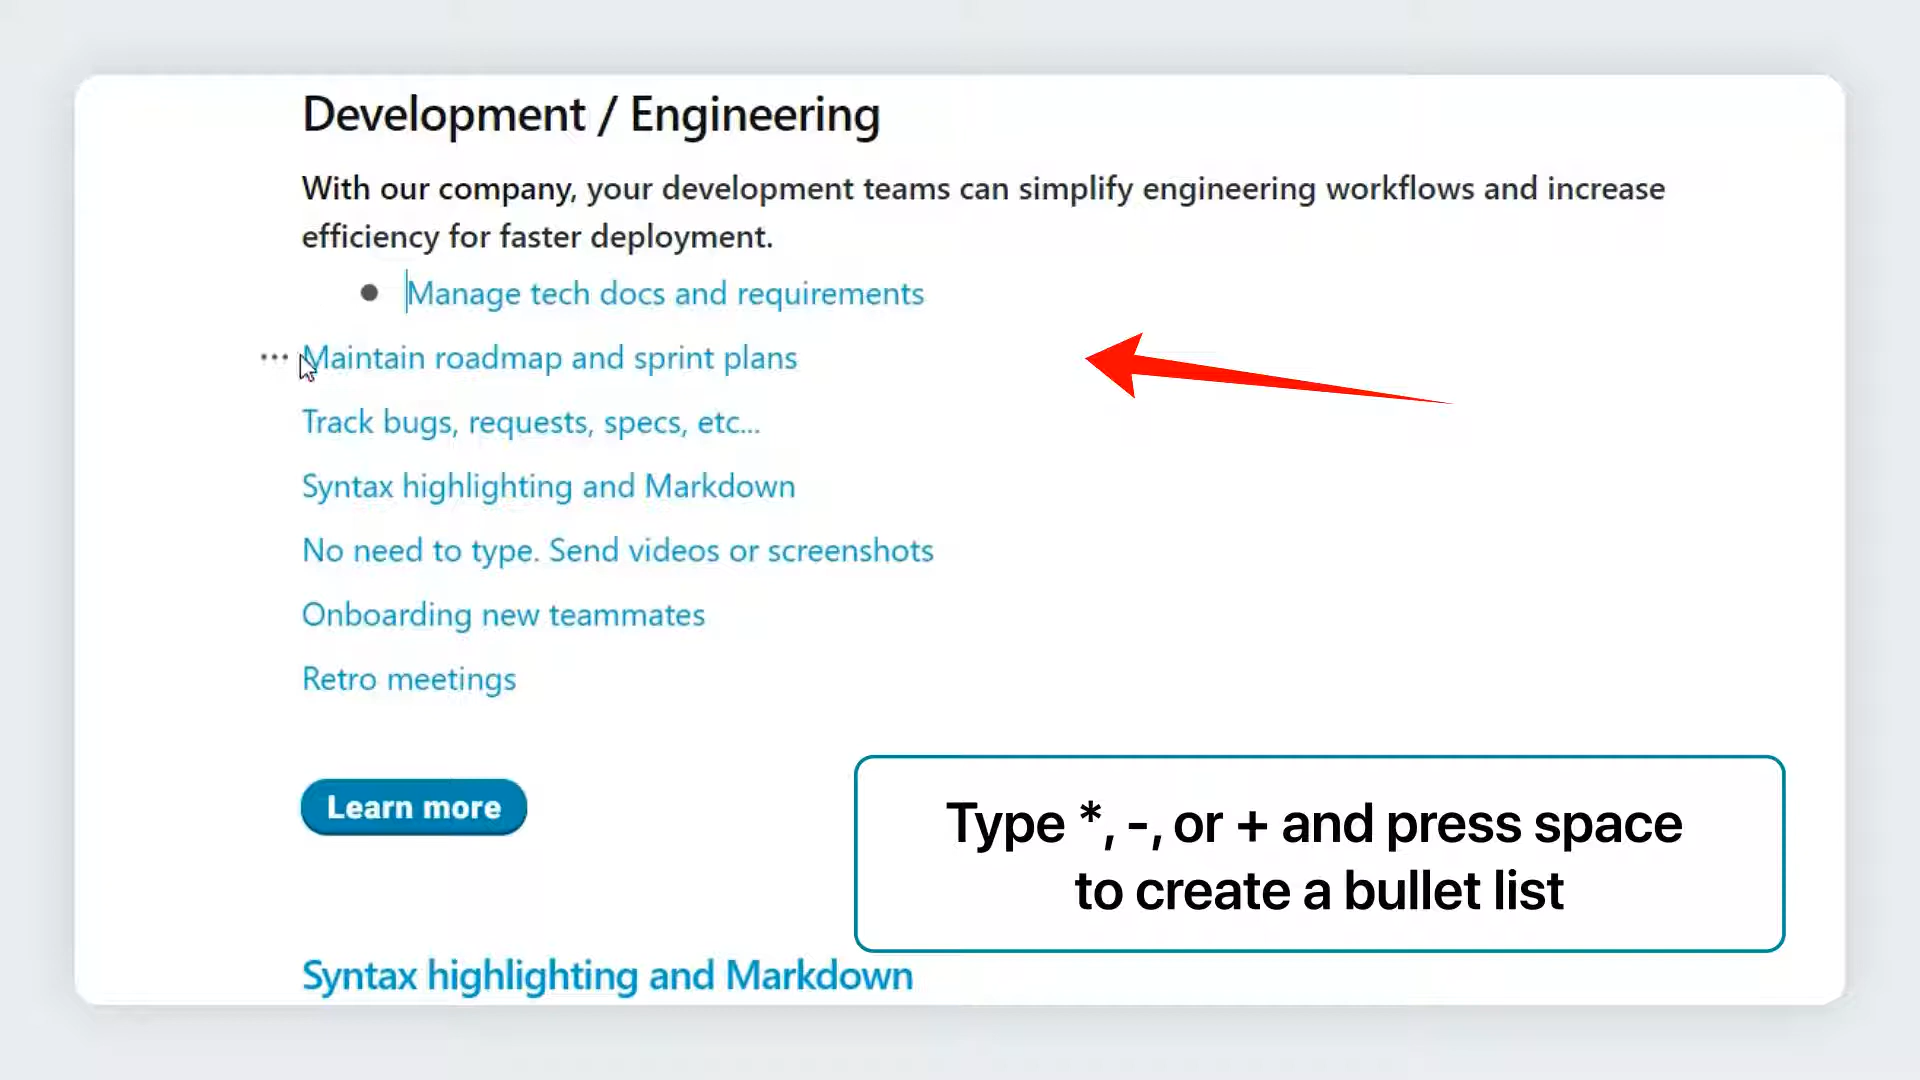 Development / Engineering
With our company, your development teams can simplify engineering workflows and increase
efficiency for faster deployment.
● Manage tech docs and requirements
Maintain roadmap and sprint plans
Track bugs, requests, specs, etc...
Syntax highlighting and Markdown
No need to type. Send videos or screenshots
Onboarding new teammates
Retro meetings
Learn more
Type *, -, or + and press space
to create a bullet list
Syntax highlighting and Markdown